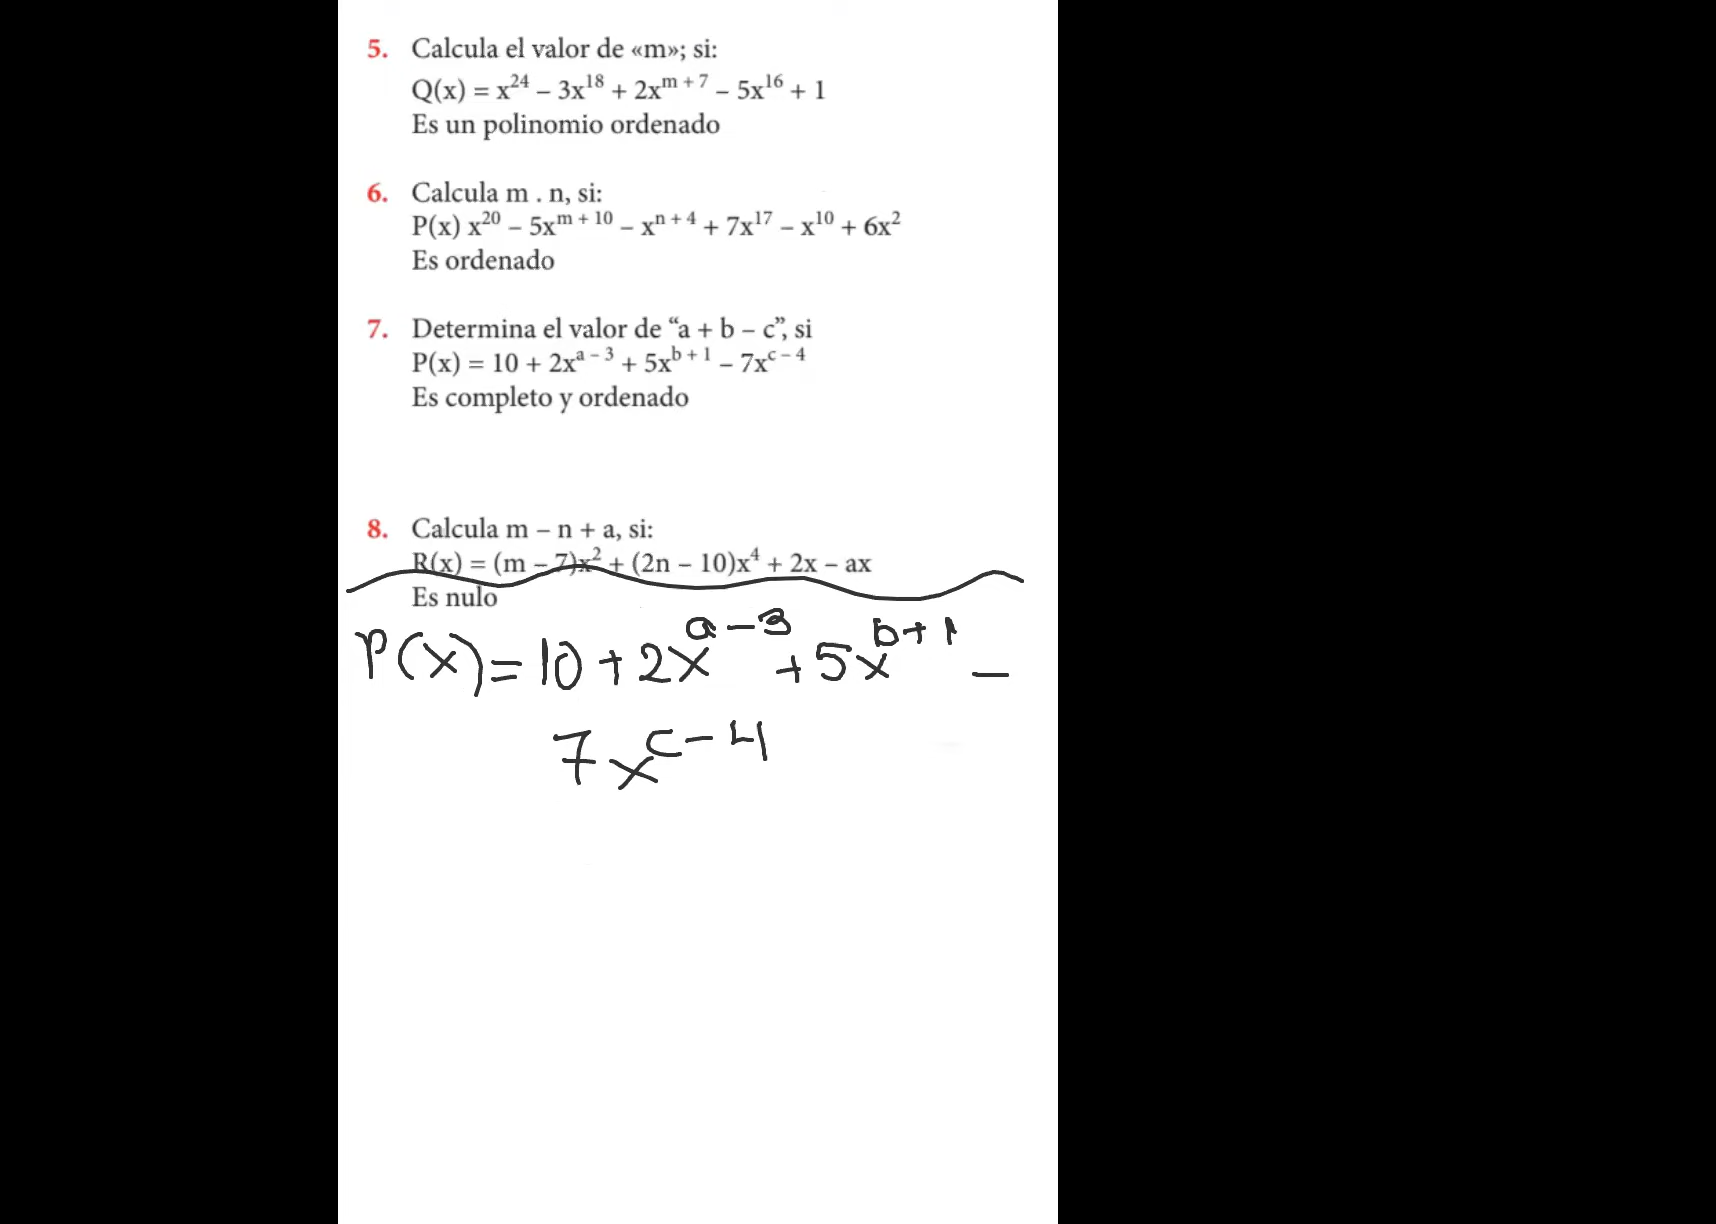 5. Calcula el valor de «m»; si:
Q(x) = x²⁴ – 3x¹⁸ + 2xᵐ ⁺ ⁷ – 5x¹⁶ + 1
Es un polinomio ordenado
6. Calcula m . n, si:
P(x) x²⁰ – 5xᵐ ⁺ ¹⁰ – xⁿ ⁺ ⁴ + 7x¹⁷ – x¹⁰ + 6x²
Es ordenado
7. Determina el valor de “a + b – c”, si
P(x) = 10 + 2xᵃ ⁻ ³ + 5xᵇ ⁺ ¹ – 7xᶜ ⁻ ⁴
Es completo y ordenado
8. Calcula m – n + a, si:
R(x) = (m – 7)x² + (2n – 10)x⁴ + 2x – ax
Es nulo
P(x) = 10 + 2xᵃ⁻³ + 5xᵇ⁺¹ –
7xᶜ⁻⁴